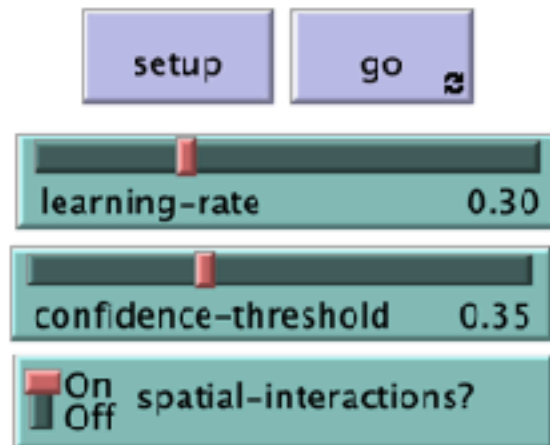 setup go
learning-rate 0.30
confidence-threshold 0.35
On
Off
spatial-interactions?